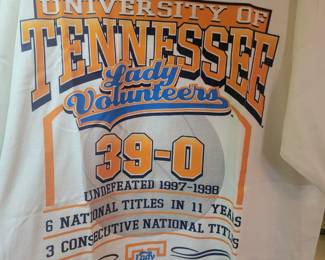 UNIVERSITY OF
TENNESSEE
Lady
Volunteers
39-0
UNDEFEATED 1997-1998
6 NATIONAL TITLES IN 11 YEARS
3 CONSECUTIVE NATIONAL TITLES
Lady